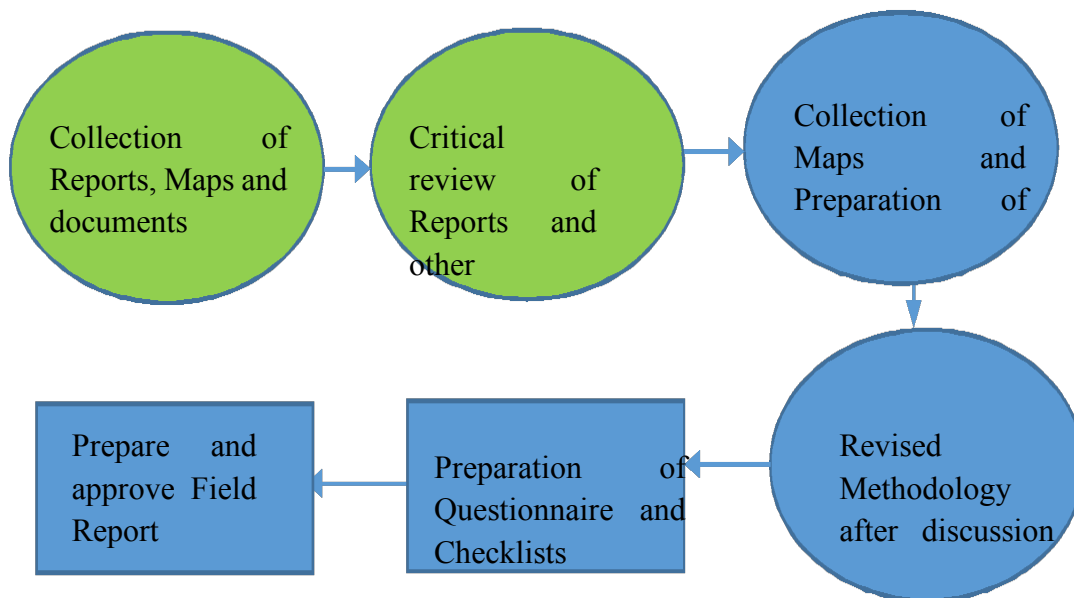 Collection of
Reports, Maps and
documents
Critical
review of
Reports and
other
Collection of
Maps and
Preparation of
Revised
Methodology
after discussion
Preparation of
Questionnaire and
Checklists
Prepare and
approve Field
Report